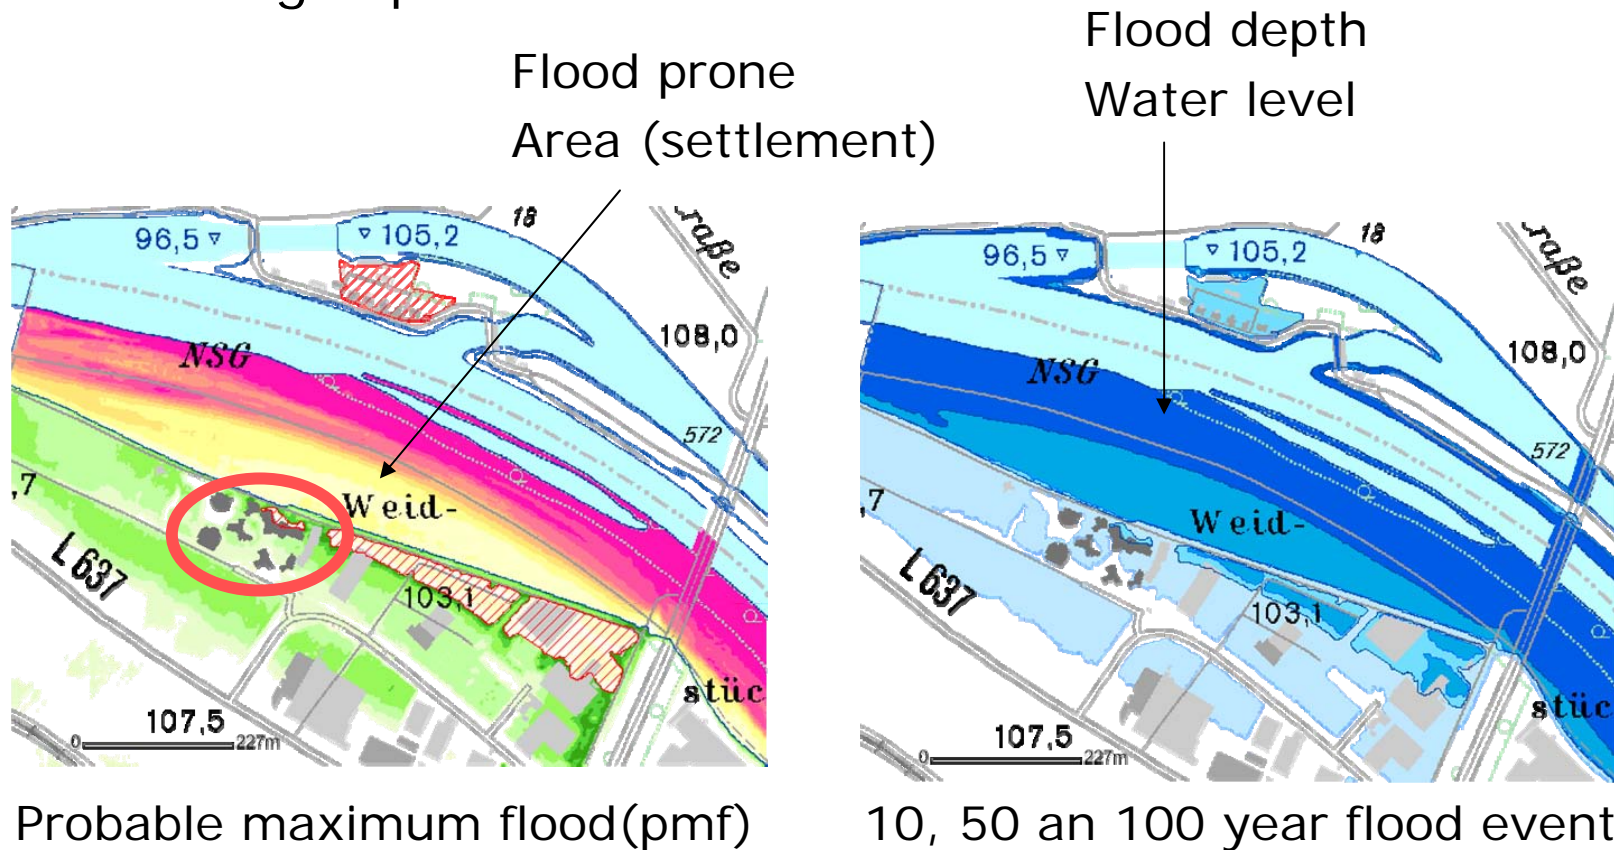 Flood prone
Area (settlement)
Flood depth
Water level
18
raße
96,5
105,2
108,0
NSG
572
,7
Weid-
L637
103,1
stüc
107,5
0 227m
18
raße
96,5
105,2
108,0
NSG
572
7
Weid-
L637
103,1
stüc
107,5
0 227m
Probable maximum flood(pmf)
10, 50 an 100 year flood event